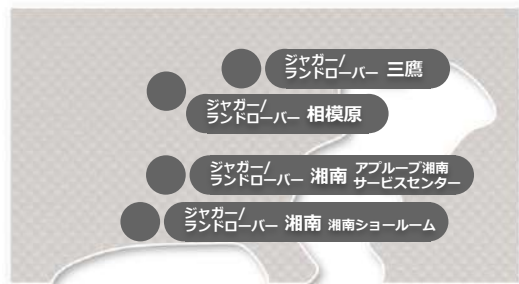 ジャガー/
ランドローバー 三鷹
ジャガー/
ランドローバー 相模原
ジャガー/
ランドローバー 湘南 アプルーブ湘南
サービスセンター
ジャガー/
ランドローバー 湘南 湘南ショールーム